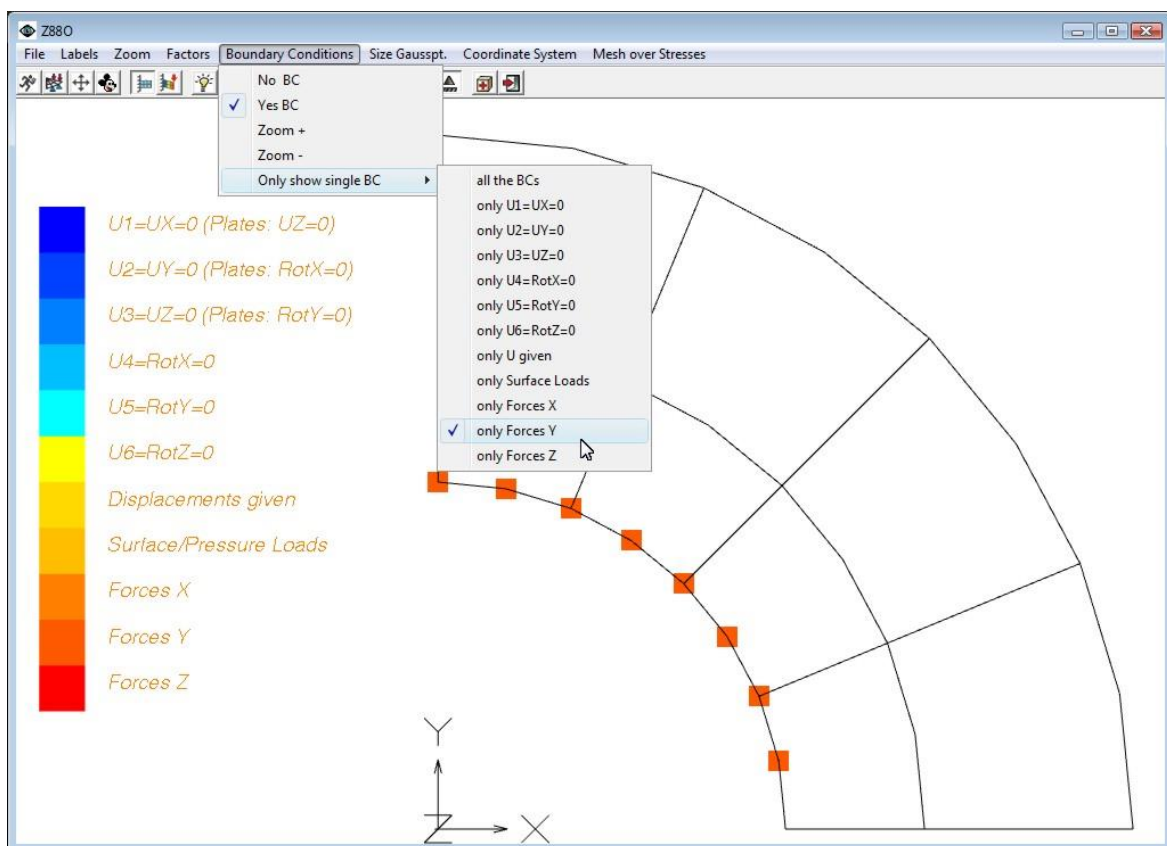 Z88O
File Labels Zoom Factors Boundary Conditions Size Gausspt. Coordinate System Mesh over Stresses
No BC
Yes BC
Zoom +
Zoom -
Only show single BC
all the BCs
only U1=UX=0
only U2=UY=0
only U3=UZ=0
only U4=RotX=0
only U5=RotY=0
only U6=RotZ=0
only U given
only Surface Loads
only Forces X
only Forces Y
only Forces Z
U1=UX=0 (Plates: UZ=0)
U2=UY=0 (Plates: RotX=0)
U3=UZ=0 (Plates: RotY=0)
U4=RotX=0
U5=RotY=0
U6=RotZ=0
Displacements given
Surface/Pressure Loads
Forces X
Forces Y
Forces Z
Y
Z X